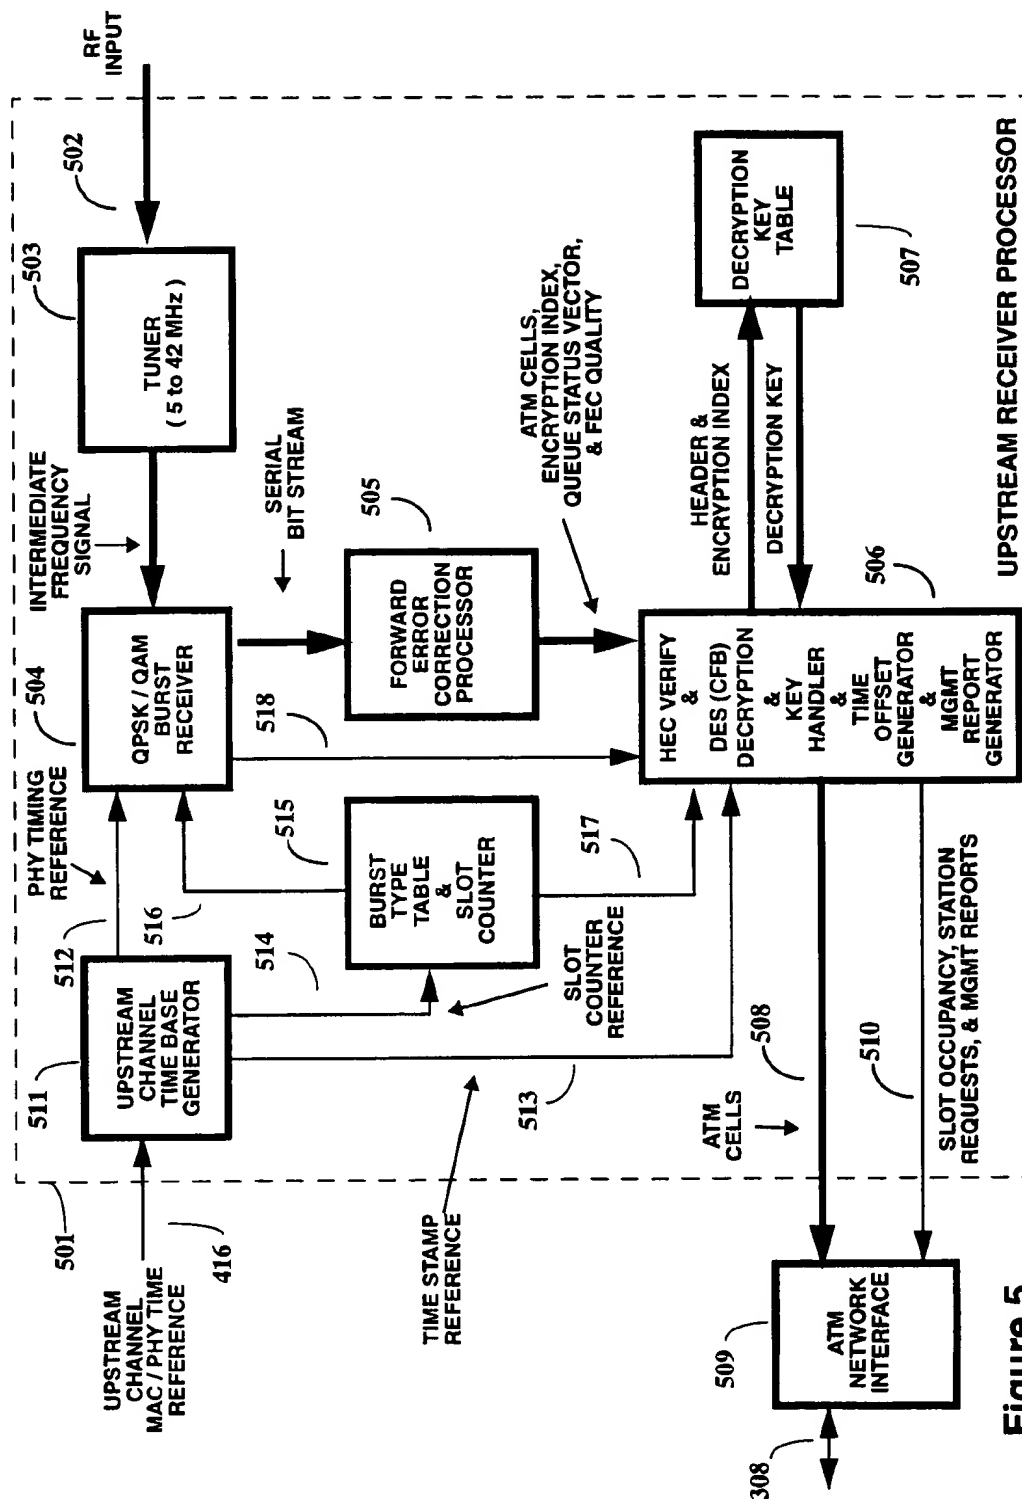 RF
INPUT
502
503
TUNER
( 5 to 42 MHz )
INTERMEDIATE
FREQUENCY
SIGNAL
504
QPSK / QAM
BURST
RECEIVER
PHY TIMING
REFERENCE
512
516
511
UPSTREAM
CHANNEL
TIME BASE
GENERATOR
501
416
UPSTREAM
CHANNEL
MAC / PHY TIME
REFERENCE
SERIAL
BIT STREAM
505
FORWARD
ERROR
CORRECTION
PROCESSOR
518
515
BURST
TYPE
TABLE
&
SLOT
COUNTER
514
517
SLOT
COUNTER
REFERENCE
513
TIME STAMP
REFERENCE
ATM CELLS,
ENCRYPTION INDEX,
QUEUE STATUS VECTOR,
& FEC QUALITY
DECRYPTION
KEY
TABLE
507
HEADER &
ENCRYPTION INDEX
DECRYPTION KEY
506
HEC VERIFY
&
DES (CFB)
DECRYPTION
&
KEY
HANDLER
&
TIME
OFFSET
GENERATOR
&
MGMT
REPORT
GENERATOR
508
ATM
CELLS
510
SLOT OCCUPANCY, STATION
REQUESTS, & MGMT REPORTS
509
ATM
NETWORK
INTERFACE
308
UPSTREAM RECEIVER PROCESSOR
Figure 5